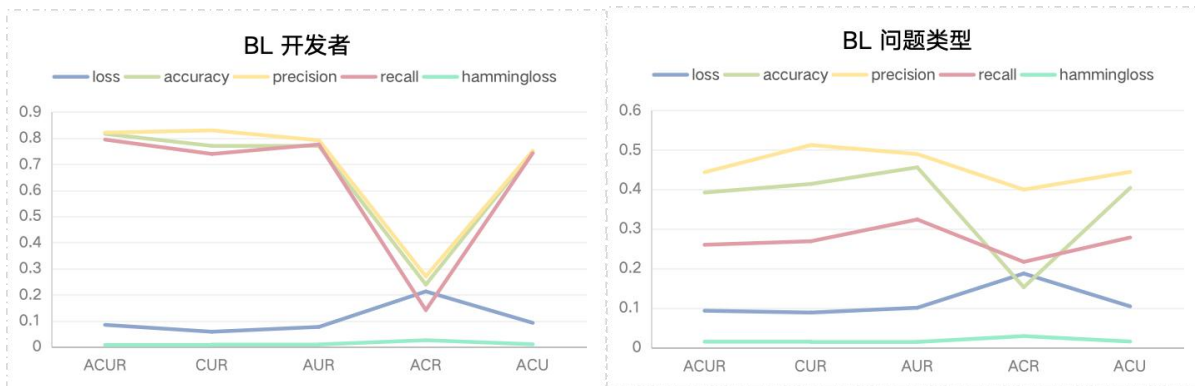 BL 开发者
loss accuracy precision recall hammingloss
0.9
0.8
0.7
0.6
0.5
0.4
0.3
0.2
0.1
0
ACUR CUR AUR ACR ACU
BL 问题类型
loss accuracy precision recall hammingloss
0.6
0.5
0.4
0.3
0.2
0.1
0
ACUR CUR AUR ACR ACU